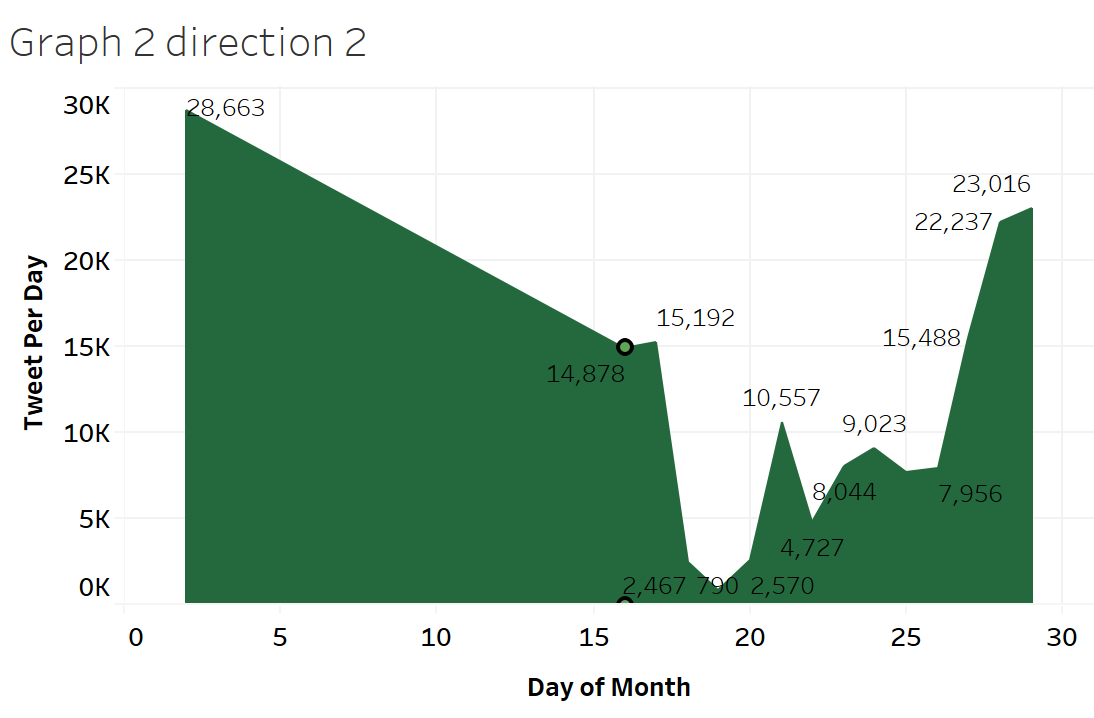 Graph 2 direction 2
30K
28,663
25K
23,016
22,237
20K
15,192
15K
15,488
14,878
10,557
10K
9,023
8,044
7,956
5K
4,727
0K
2,467 790 2,570
Tweet Per Day
0 5 10 15 20 25 30
Day of Month